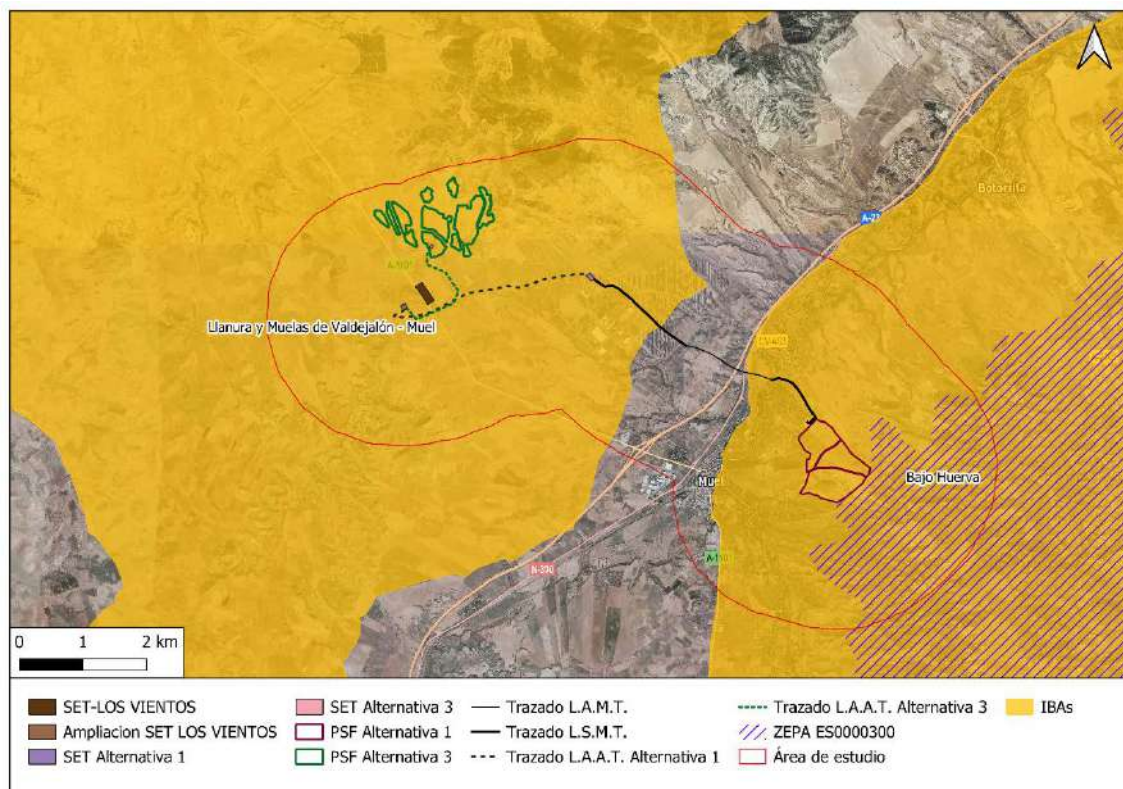 Botorrita
A-23
A-1101
Llanura y Muelas de Valdejalón - Muel
CV-403
Bajo Huerva
Muel
N-330
0 1 2 km
SET-LOS VIENTOS
Ampliacion SET LOS VIENTOS
SET Alternativa 1
SET Alternativa 3
PSF Alternativa 1
PSF Alternativa 3
Trazado L.A.M.T.
Trazado L.S.M.T.
Trazado L.A.A.T. Alternativa 1
Trazado L.A.A.T. Alternativa 3
ZEPA ES0000300
Área de estudio
IBAs